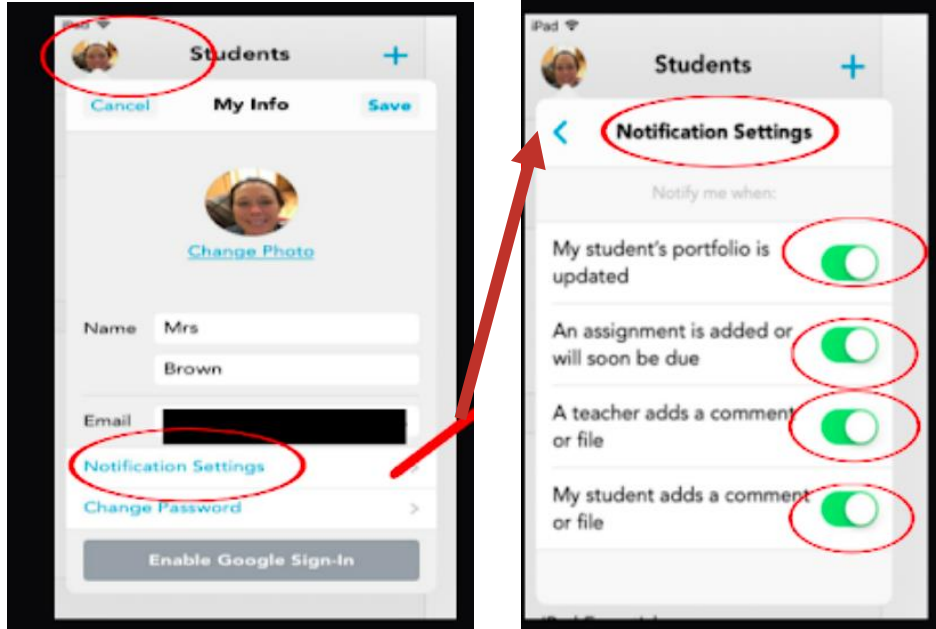 iPad
Students
+
Cancel My Info Save
Change Photo
Name Mrs
Brown
Email
Notification Settings
Change Password >
Enable Google Sign-In
iPad
Students
+
< Notification Settings
Notify me when:
My student's portfolio is
updated
An assignment is added or
will soon be due
A teacher adds a comment
or file
My student adds a comment
or file